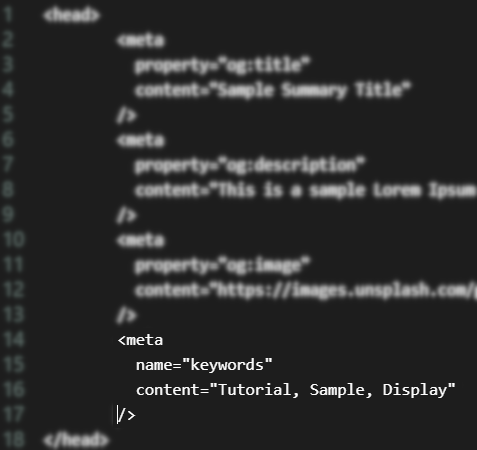 1 <head>
2 <meta
3 property="og:title"
4 content="Sample Summary Title"
5 />
6 <meta
7 property="og:description"
8 content="This is a sample Lorem Ipsum
9 />
10 <meta
11 property="og:image"
12 content="https://images.unsplash.com/
13 />
14 <meta
15 name="keywords"
16 content="Tutorial, Sample, Display"
17 />
18 </head>